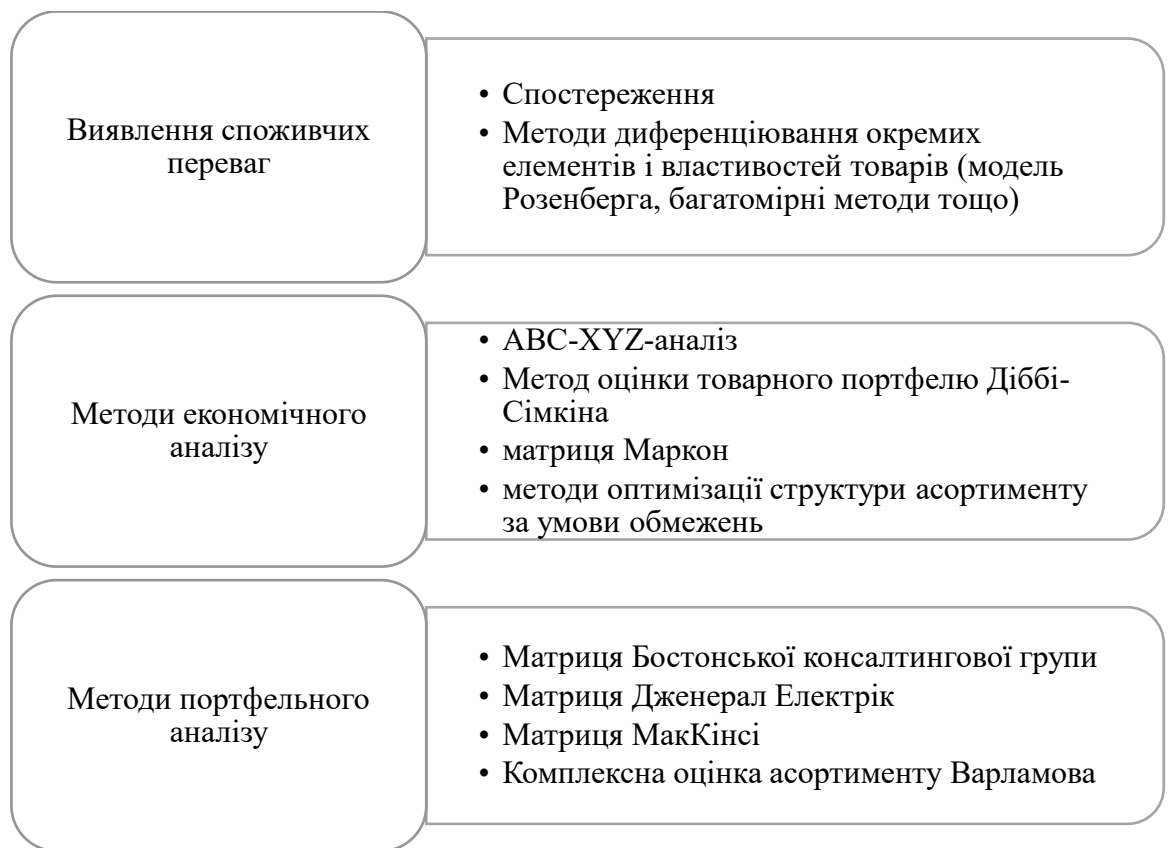 Виявлення споживчих
переваг
• Спостереження
• Методи диференціювання окремих
елементів і властивостей товарів (модель
Розенберга, багатомірні методи тощо)
Методи економічного
аналізу
• ABC-XYZ-аналіз
• Метод оцінки товарного портфелю Діббі-
Сімкіна
• матриця Маркон
• методи оптимізації структури асортименту
за умови обмежень
Методи портфельного
аналізу
• Матриця Бостонської консалтингової групи
• Матриця Дженерал Електрік
• Матриця МакКінсі
• Комплексна оцінка асортименту Варламова